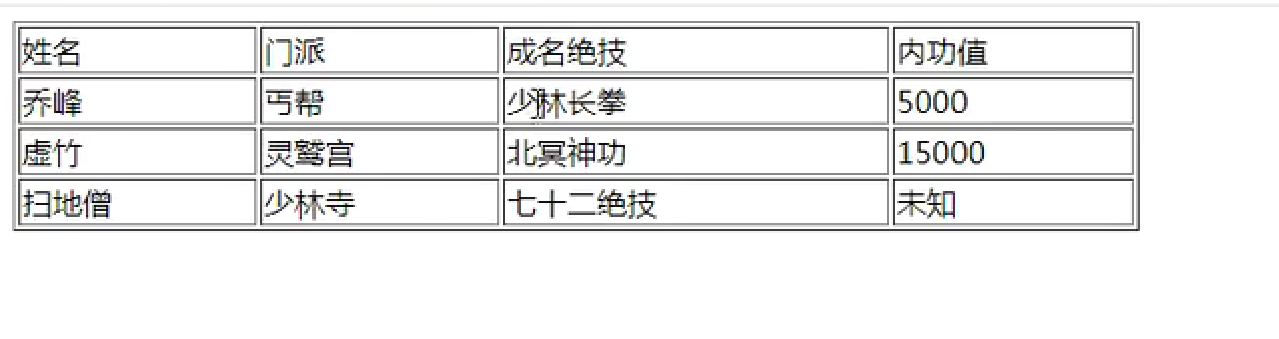 姓名 门派 成名绝技 内功值
乔峰 丐帮 少林长拳 5000
虚竹 灵鹫宫 北冥神功 15000
扫地僧 少林寺 七十二绝技 未知